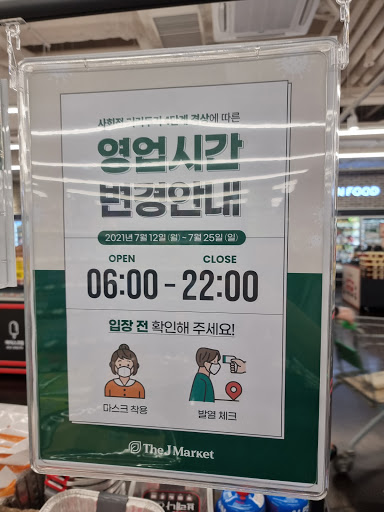 사회적 거리두기 4단계 격상에 따른
영업시간
변경안내
2021년 7월 12일 (월) ~ 7월 25일 (일)
OPEN CLOSE
06:00 - 22:00
입장 전 확인해 주세요!
마스크 착용 발열 체크
The J Market
FOOD